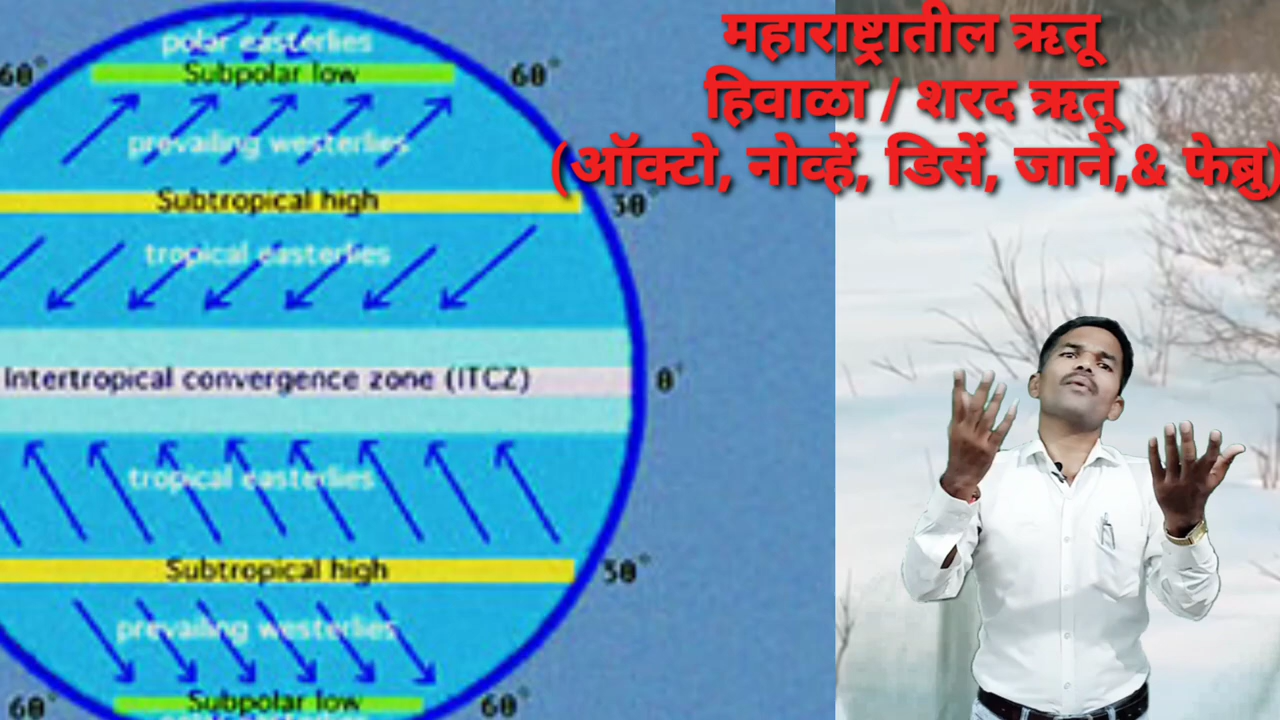 महाराष्ट्रातील ऋतू
हिवाळा / शरद ऋतू
(ऑक्टो, नोव्हें, डिसें, जाने,& फेब्रु)
polar easterlies
60° Subpolar low 60°
prevailing westerlies
Subtropical high 30°
tropical easterlies
Intertropical convergence zone (ITCZ) 0°
tropical easterlies
Subtropical high 30°
prevailing westerlies
60° Subpolar low 60°